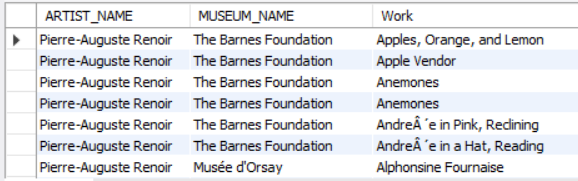 ARTIST_NAME MUSEUM_NAME Work
Pierre-Auguste Renoir The Barnes Foundation Apples, Orange, and Lemon
Pierre-Auguste Renoir The Barnes Foundation Apple Vendor
Pierre-Auguste Renoir The Barnes Foundation Anemones
Pierre-Auguste Renoir The Barnes Foundation Anemones
Pierre-Auguste Renoir The Barnes Foundation AndreÂ´e in Pink, Reclining
Pierre-Auguste Renoir The Barnes Foundation AndreÂ´e in a Hat, Reading
Pierre-Auguste Renoir Musée d'Orsay Alphonsine Fournaise